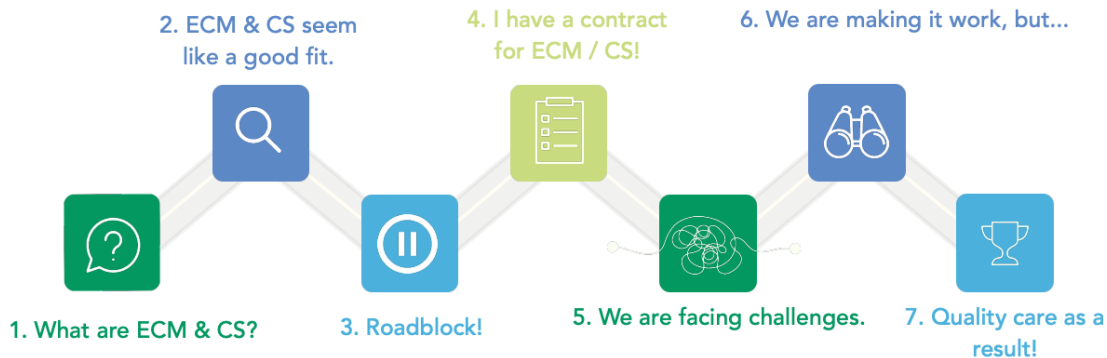 1. What are ECM & CS?
2. ECM & CS seem
like a good fit.
3. Roadblock!
4. I have a contract
for ECM / CS!
5. We are facing challenges.
6. We are making it work, but...
7. Quality care as a
result!